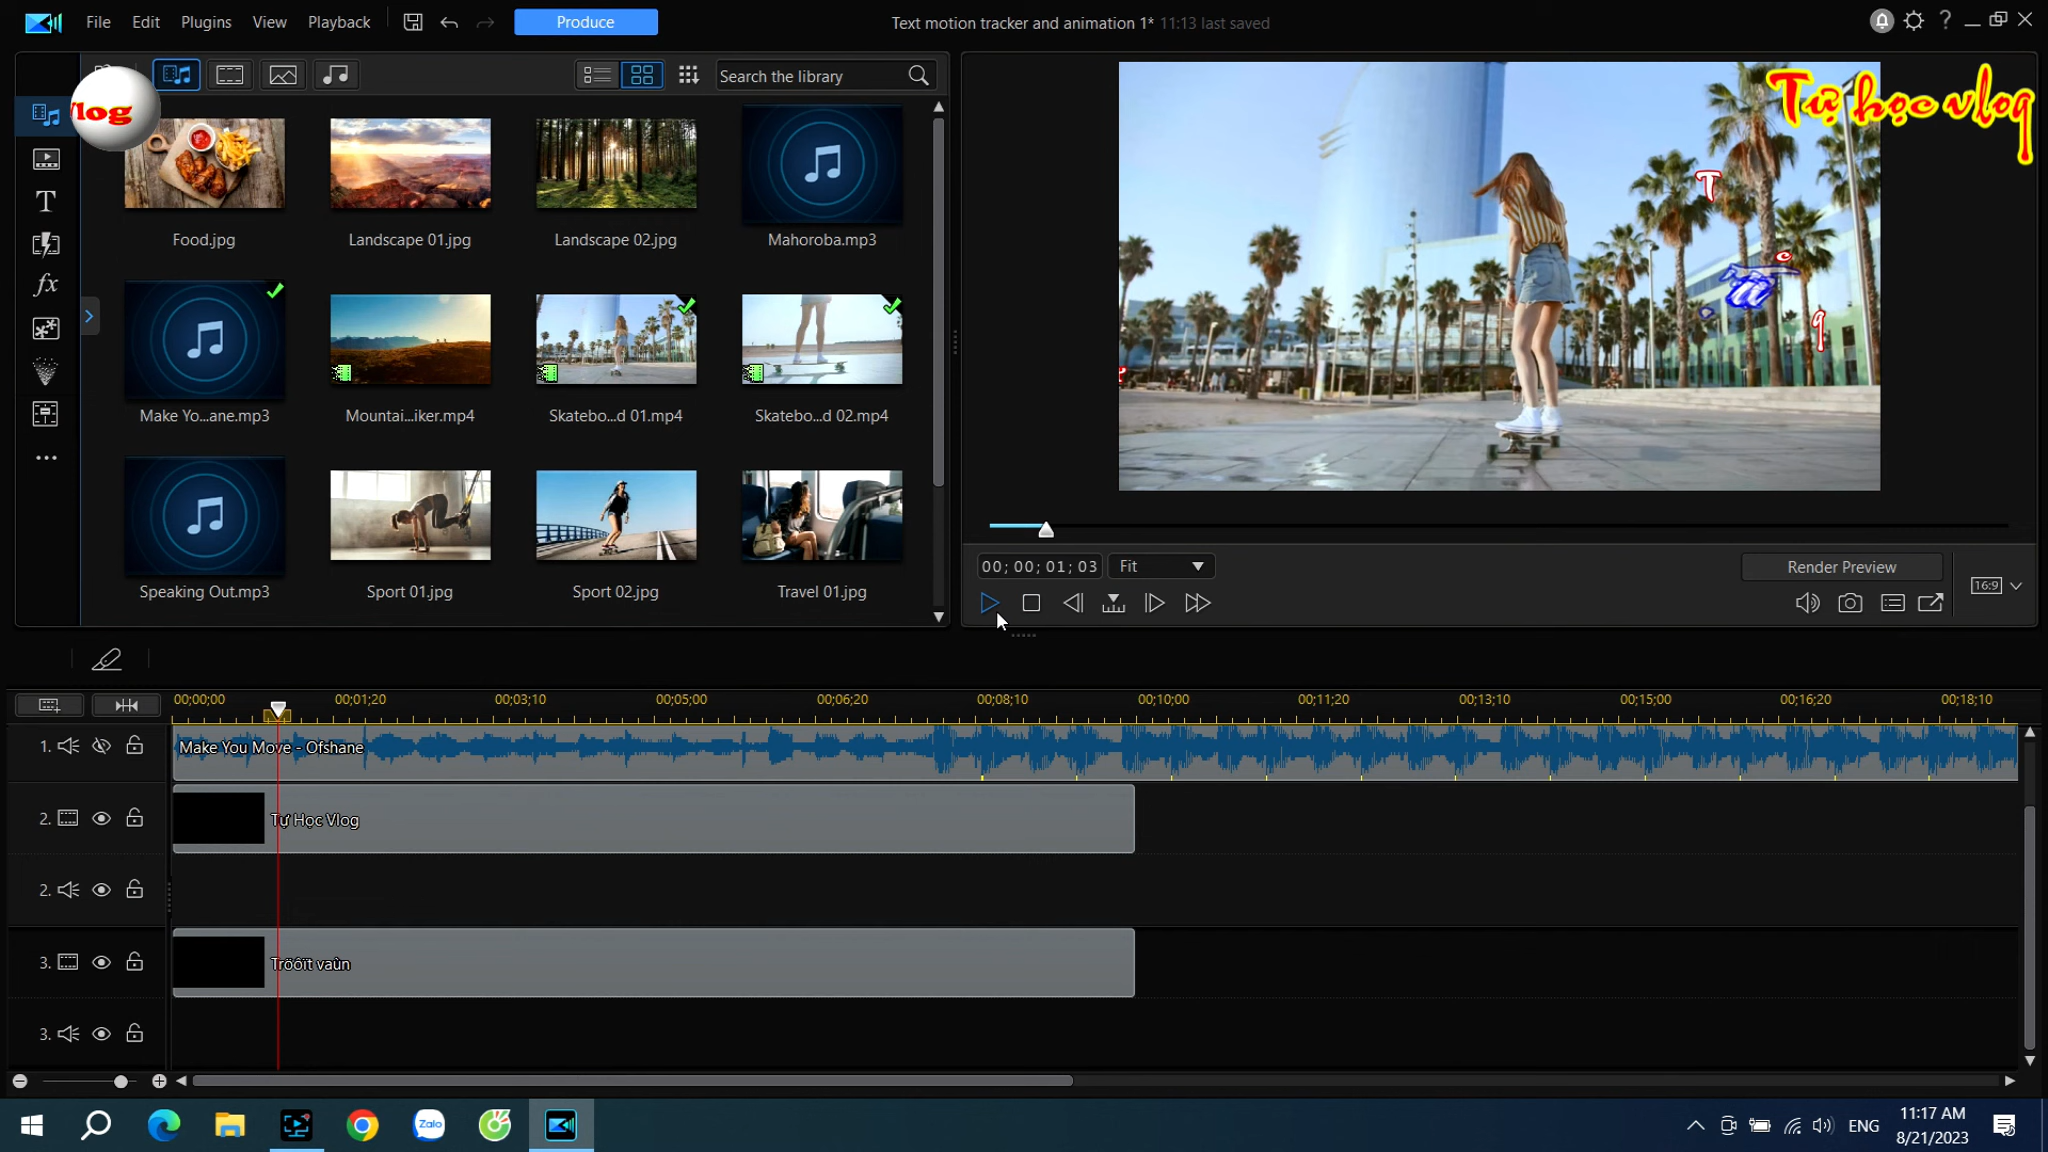 File Edit Plugins View Playback Produce Text motion tracker and animation 1* 11:13 last saved
Search the library
Tự học vlog
Vlog
T
Food.jpg Landscape 01.jpg Landscape 02.jpg Mahoroba.mp3
Make Yo...ane.mp3 Mountai...iker.mp4 Skatebo...d 01.mp4 Skatebo...d 02.mp4
Speaking Out.mp3 Sport 01.jpg Sport 02.jpg Travel 01.jpg
00; 00; 01; 03 Fit Render Preview 16:9
00;00;00 00;01;20 00;03;10 00;05;00 00;06;20 00;08;10 00;10;00 00;11;20 00;13;10 00;15;00 00;16;20 00;18;10
1. Make You Move - Ofshane
2. Tự Học Vlog
2.
3. Tröôït vaùn
3.
Zalo ENG 11:17 AM
8/21/2023